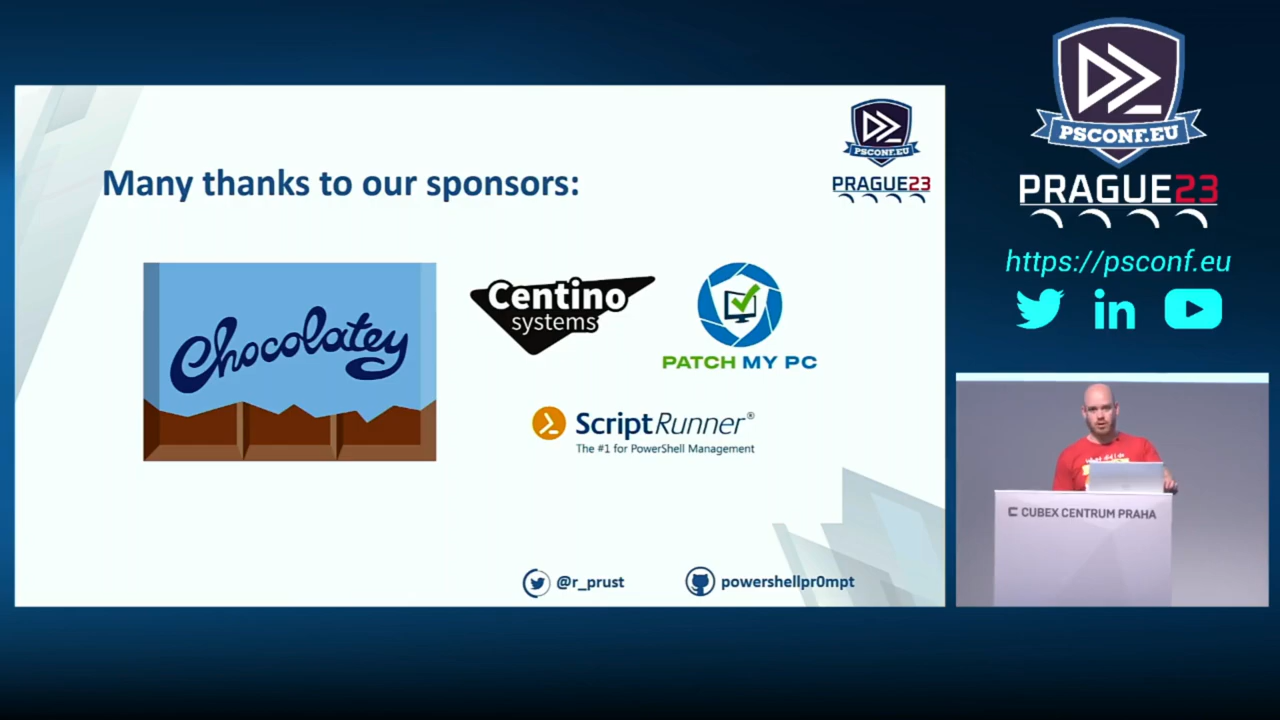 Many thanks to our sponsors:
PSCONF.EU
PRAGUE23
Chocolatey
Centino
systems
PATCH MY PC
ScriptRunner®
The #1 for PowerShell Management
@r_prust
powershellpr0mpt
PSCONF.EU
PRAGUE23
https://psconf.eu
in
CUBEX CENTRUM PRAHA